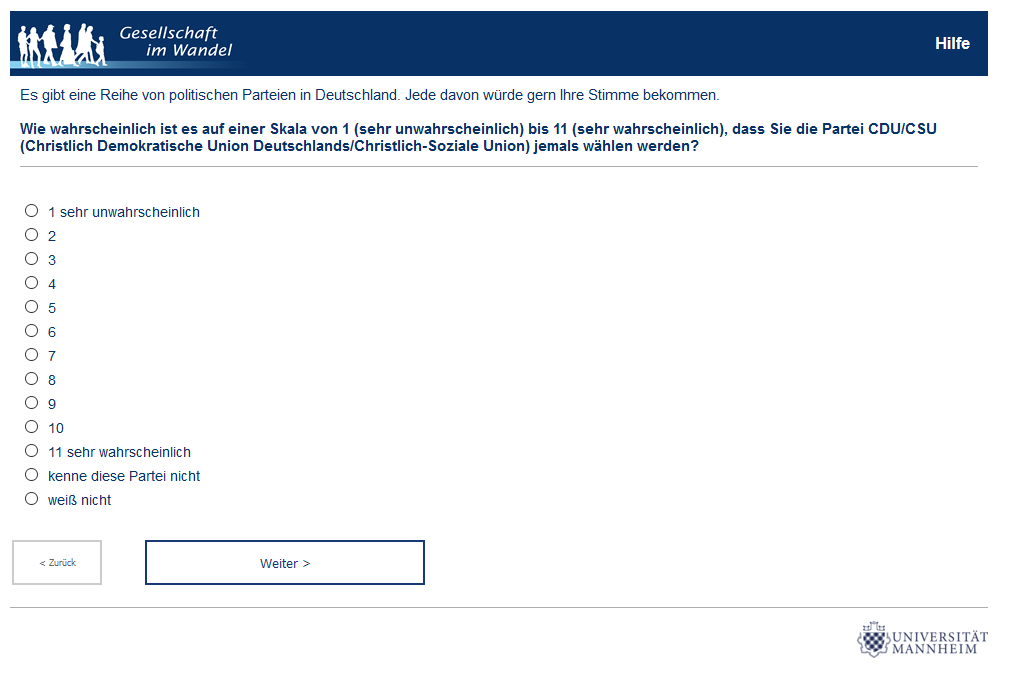 Gesellschaft
im Wandel
Hilfe
Es gibt eine Reihe von politischen Parteien in Deutschland. Jede davon würde gern Ihre Stimme bekommen.
Wie wahrscheinlich ist es auf einer Skala von 1 (sehr unwahrscheinlich) bis 11 (sehr wahrscheinlich), dass Sie die Partei CDU/CSU
(Christlich Demokratische Union Deutschlands/Christlich-Soziale Union) jemals wählen werden?
1 sehr unwahrscheinlich
2
3
4
5
6
7
8
9
10
11 sehr wahrscheinlich
kenne diese Partei nicht
weiß nicht
< Zurück
Weiter >
UNIVERSITÄT
MANNHEIM